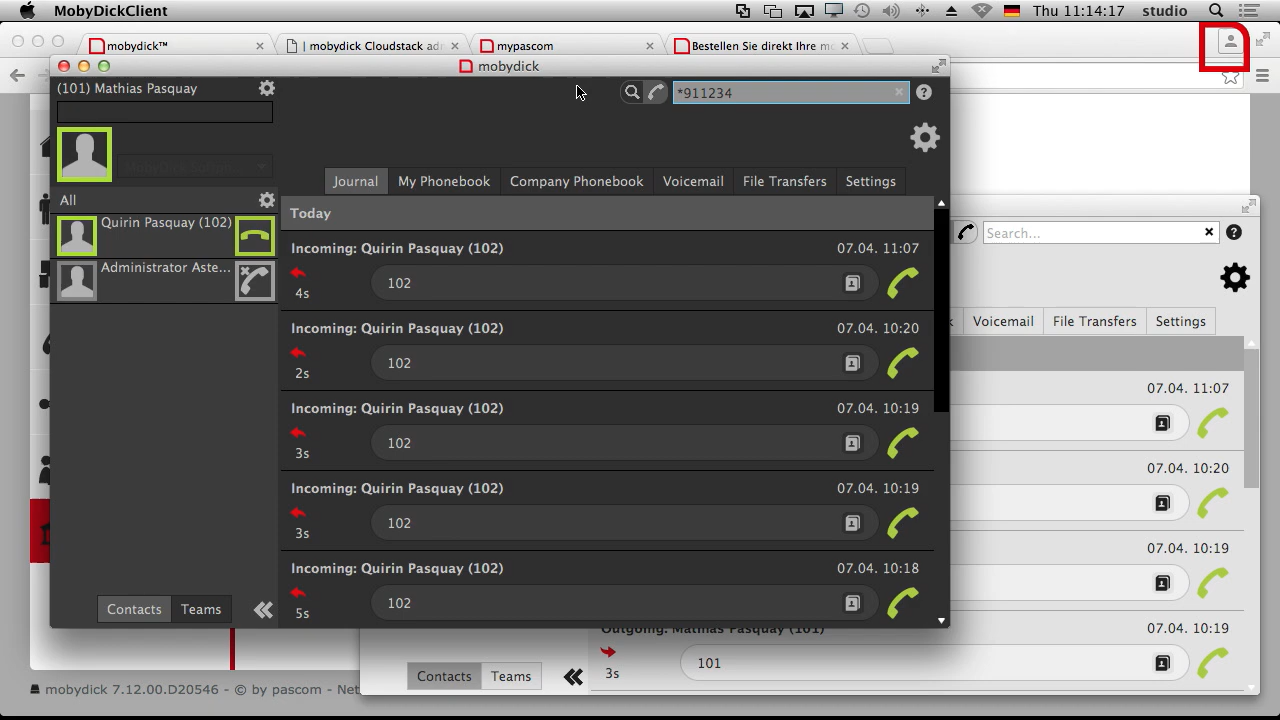 MobyDickClient
Thu 11:14:17 studio
mobydick™
| mobydick Cloudstack adr
mypascom
Bestellen Sie direkt Ihre mo
mobydick
(101) Mathias Pasquay
*911234
Journal My Phonebook Company Phonebook Voicemail File Transfers Settings
All
Quirin Pasquay (102)
Administrator Aste...
Today
Incoming: Quirin Pasquay (102) 07.04. 11:07
4s 102
Incoming: Quirin Pasquay (102) 07.04. 10:20
2s 102
Incoming: Quirin Pasquay (102) 07.04. 10:19
3s 102
Incoming: Quirin Pasquay (102) 07.04. 10:19
3s 102
Incoming: Quirin Pasquay (102) 07.04. 10:18
5s 102
Contacts Teams
Search...
Voicemail File Transfers Settings
07.04. 11:07
07.04. 10:20
07.04. 10:19
Outgoing: Mathias Pasquay (101) 07.04. 10:19
3s 101
Contacts Teams
mobydick 7.12.00.D20546 - © by pascom - Net